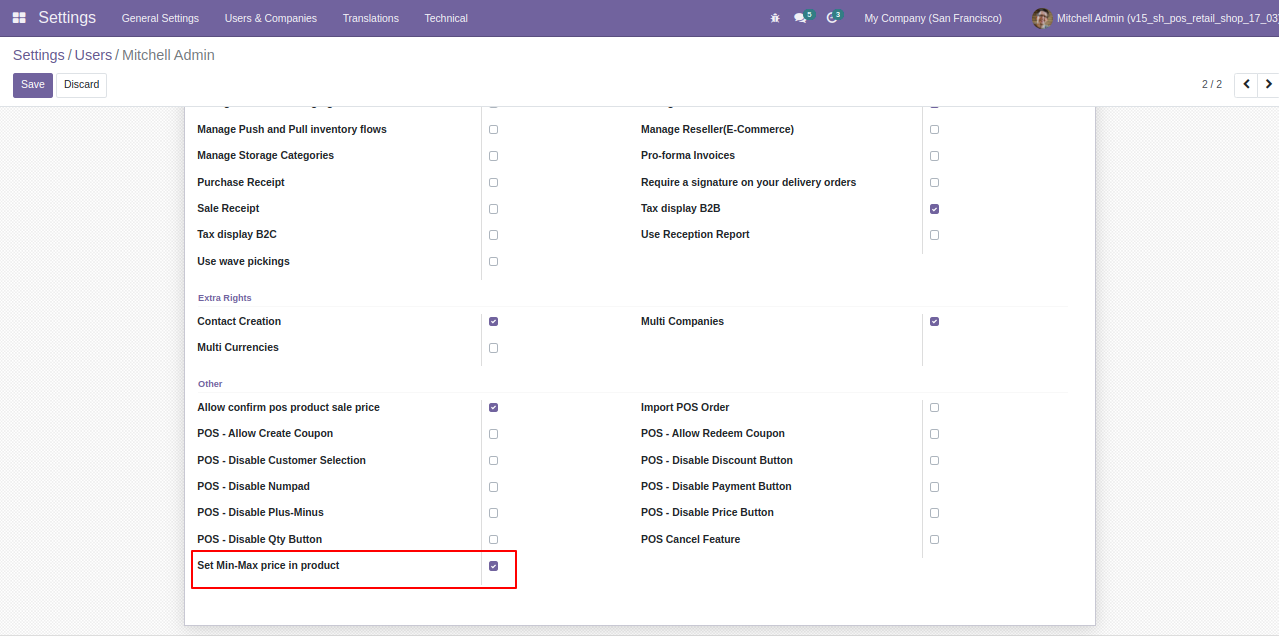 Settings General Settings Users & Companies Translations Technical 5 3 My Company (San Francisco) Mitchell Admin (v15_sh_pos_retail_shop_17_03)
Settings / Users / Mitchell Admin
Save Discard 2 / 2
Manage Push and Pull inventory flows Manage Reseller(E-Commerce)
Manage Storage Categories Pro-forma Invoices
Purchase Receipt Require a signature on your delivery orders
Sale Receipt Tax display B2B
Tax display B2C Use Reception Report
Use wave pickings
Extra Rights
Contact Creation Multi Companies
Multi Currencies
Other
Allow confirm pos product sale price Import POS Order
POS - Allow Create Coupon POS - Allow Redeem Coupon
POS - Disable Customer Selection POS - Disable Discount Button
POS - Disable Numpad POS - Disable Payment Button
POS - Disable Plus-Minus POS - Disable Price Button
POS - Disable Qty Button POS Cancel Feature
Set Min-Max price in product